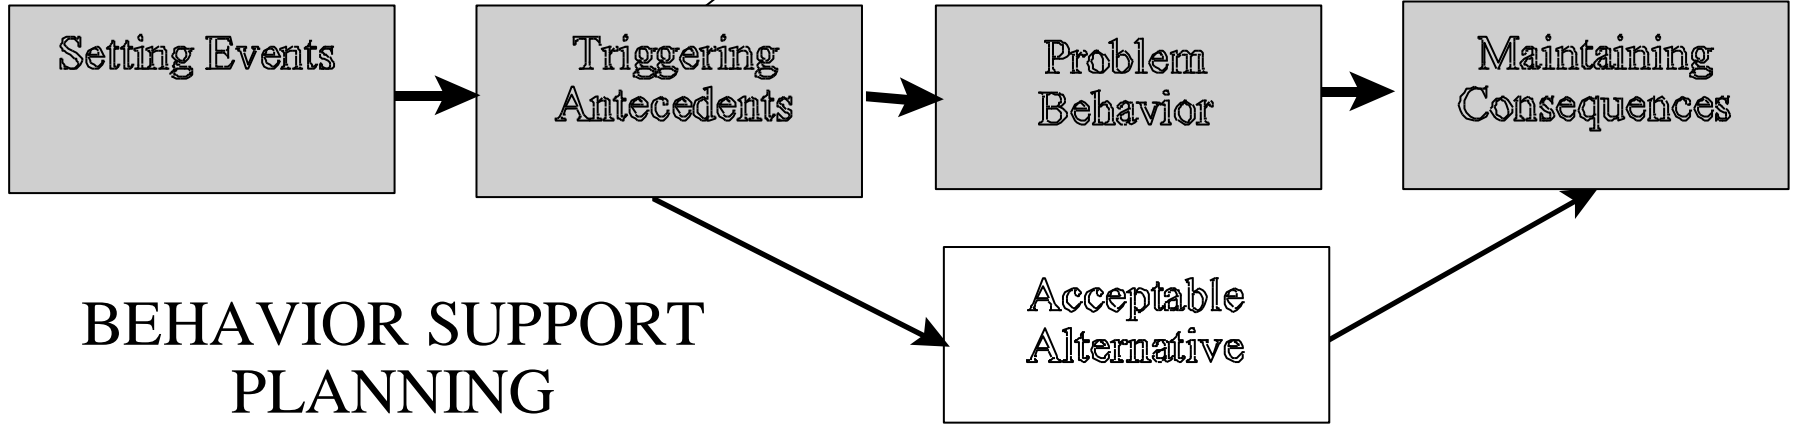 Setting Events
Triggering
Antecedents
Problem
Behavior
Maintaining
Consequences
Acceptable
Alternative
BEHAVIOR SUPPORT
PLANNING